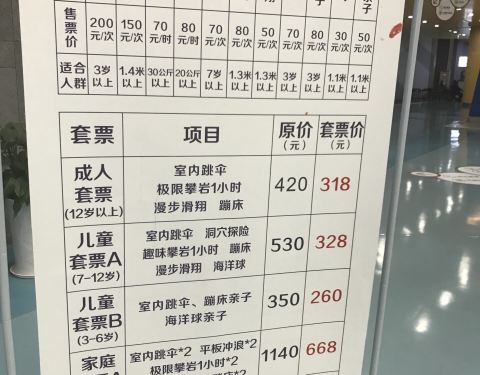 售票价 200元/次 150元/次 70元/时 80元/时 70元/次 80元/次 50元/次 70元/次 80元/次 30元/次 50元/次
适合人群 3岁以上 1.4米以上 30公斤以上 20公斤以上 7岁以上 1.3米以上 1.3米以上 3岁以上 3岁以上 1.1米以上 1.1米以上
套票 项目 原价(元) 套票价(元)
成人
套票
(12岁以上)
室内跳伞
极限攀岩1小时
漫步滑翔 蹦床
420 318
儿童
套票A
(7-12岁)
室内跳伞 洞穴探险
趣味攀岩1小时 蹦床
漫步滑翔 海洋球
530 328
儿童
套票B
(3-6岁)
室内跳伞、蹦床亲子
海洋球亲子
350 260
家庭
室内跳伞*2 平板冲浪*2
极限攀岩1小时*2
1140 668